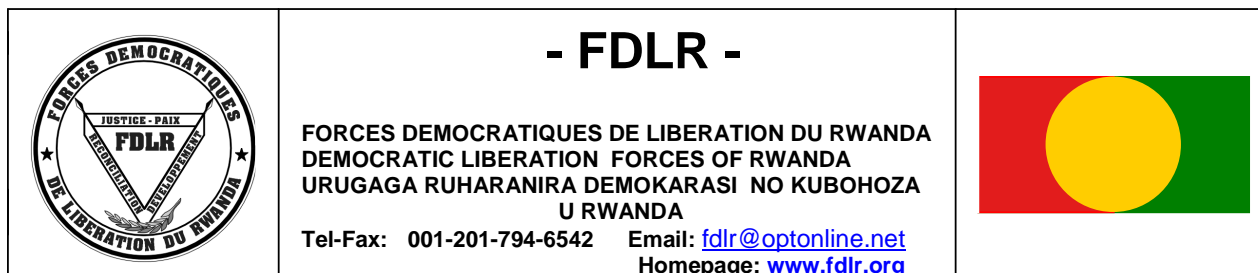 FORCES DEMOCRATIQUES
JUSTICE - PAIX
FDLR
RECONCILIATION
DEVELOPPEMENT
DE LIBERATION DU RWANDA
- FDLR -
FORCES DEMOCRATIQUES DE LIBERATION DU RWANDA
DEMOCRATIC LIBERATION FORCES OF RWANDA
URUGAGA RUHARANIRA DEMOKARASI NO KUBOHOZA
U RWANDA
Tel-Fax: 001-201-794-6542 Email: fdlr@optonline.net
Homepage: www.fdlr.org